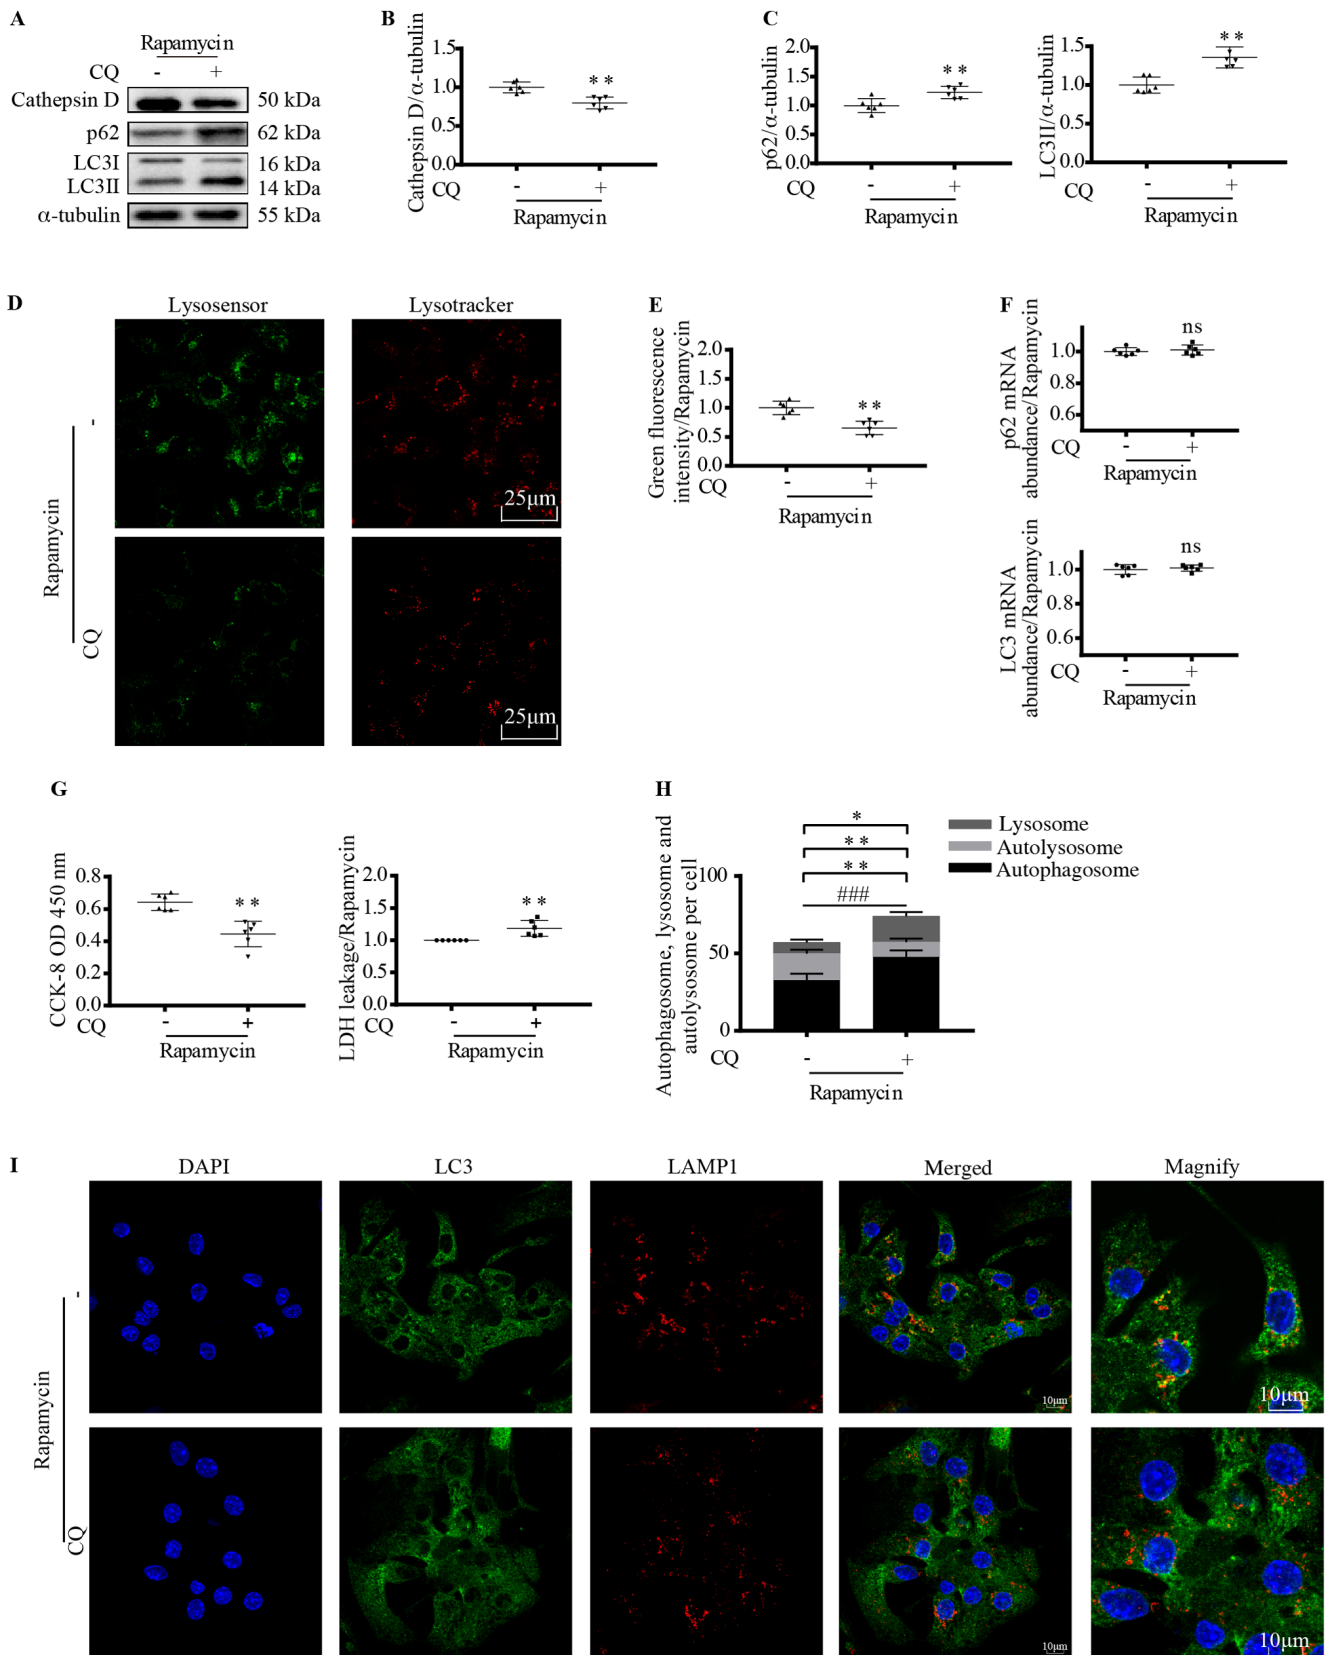 A
Rapamycin
CQ - +
Cathepsin D 50 kDa
p62 62 kDa
LC3I 16 kDa
LC3II 14 kDa
α-tubulin 55 kDa
B
Cathepsin D/α-tubulin
1.5
1.0
0.5
0.0
**
CQ - +
Rapamycin
C
p62/α-tubulin
2.0
1.5
1.0
0.5
0.0
**
CQ - +
Rapamycin
LC3II/α-tubulin
1.5
1.0
0.5
0.0
**
CQ - +
Rapamycin
D
Lysosensor Lysotracker
Rapamycin
-
CQ
25μm
25μm
E
Green fluorescence
intensity/Rapamycin
2.0
1.5
1.0
0.5
0.0
**
CQ - +
Rapamycin
F
p62 mRNA
abundance/Rapamycin
1.0
0.8
0.6
ns
CQ - +
Rapamycin
LC3 mRNA
abundance/Rapamycin
1.0
0.8
0.6
ns
CQ - +
Rapamycin
G
CCK-8 OD 450 nm
0.8
0.6
0.4
0.2
0.0
**
CQ - +
Rapamycin
LDH leakage/Rapamycin
2.0
1.5
1.0
0.5
0.0
**
CQ - +
Rapamycin
H
Autophagosome, lysosome and
autolysosome per cell
100
50
0
*
**
**
###
Lysosome
Autolysosome
Autophagosome
CQ - +
Rapamycin
I
DAPI LC3 LAMP1 Merged Magnify
Rapamycin
-
CQ
10μm
10μm
10μm
10μm